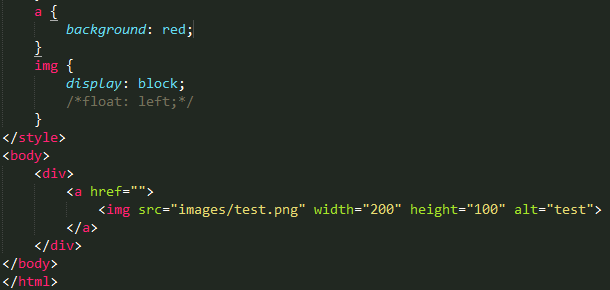 a {
background: red;
}
img {
display: block;
/*float: left;*/
}
</style>
<body>
<div>
<a href="">
<img src="images/test.png" width="200" height="100" alt="test">
</a>
</div>
</body>
</html>